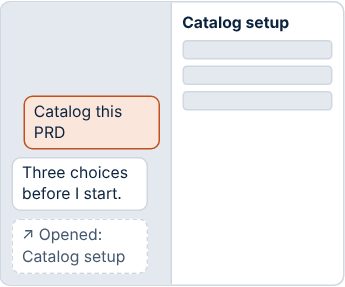 Catalog setup
Catalog this
PRD
Three choices
before I start.
↗ Opened:
Catalog setup